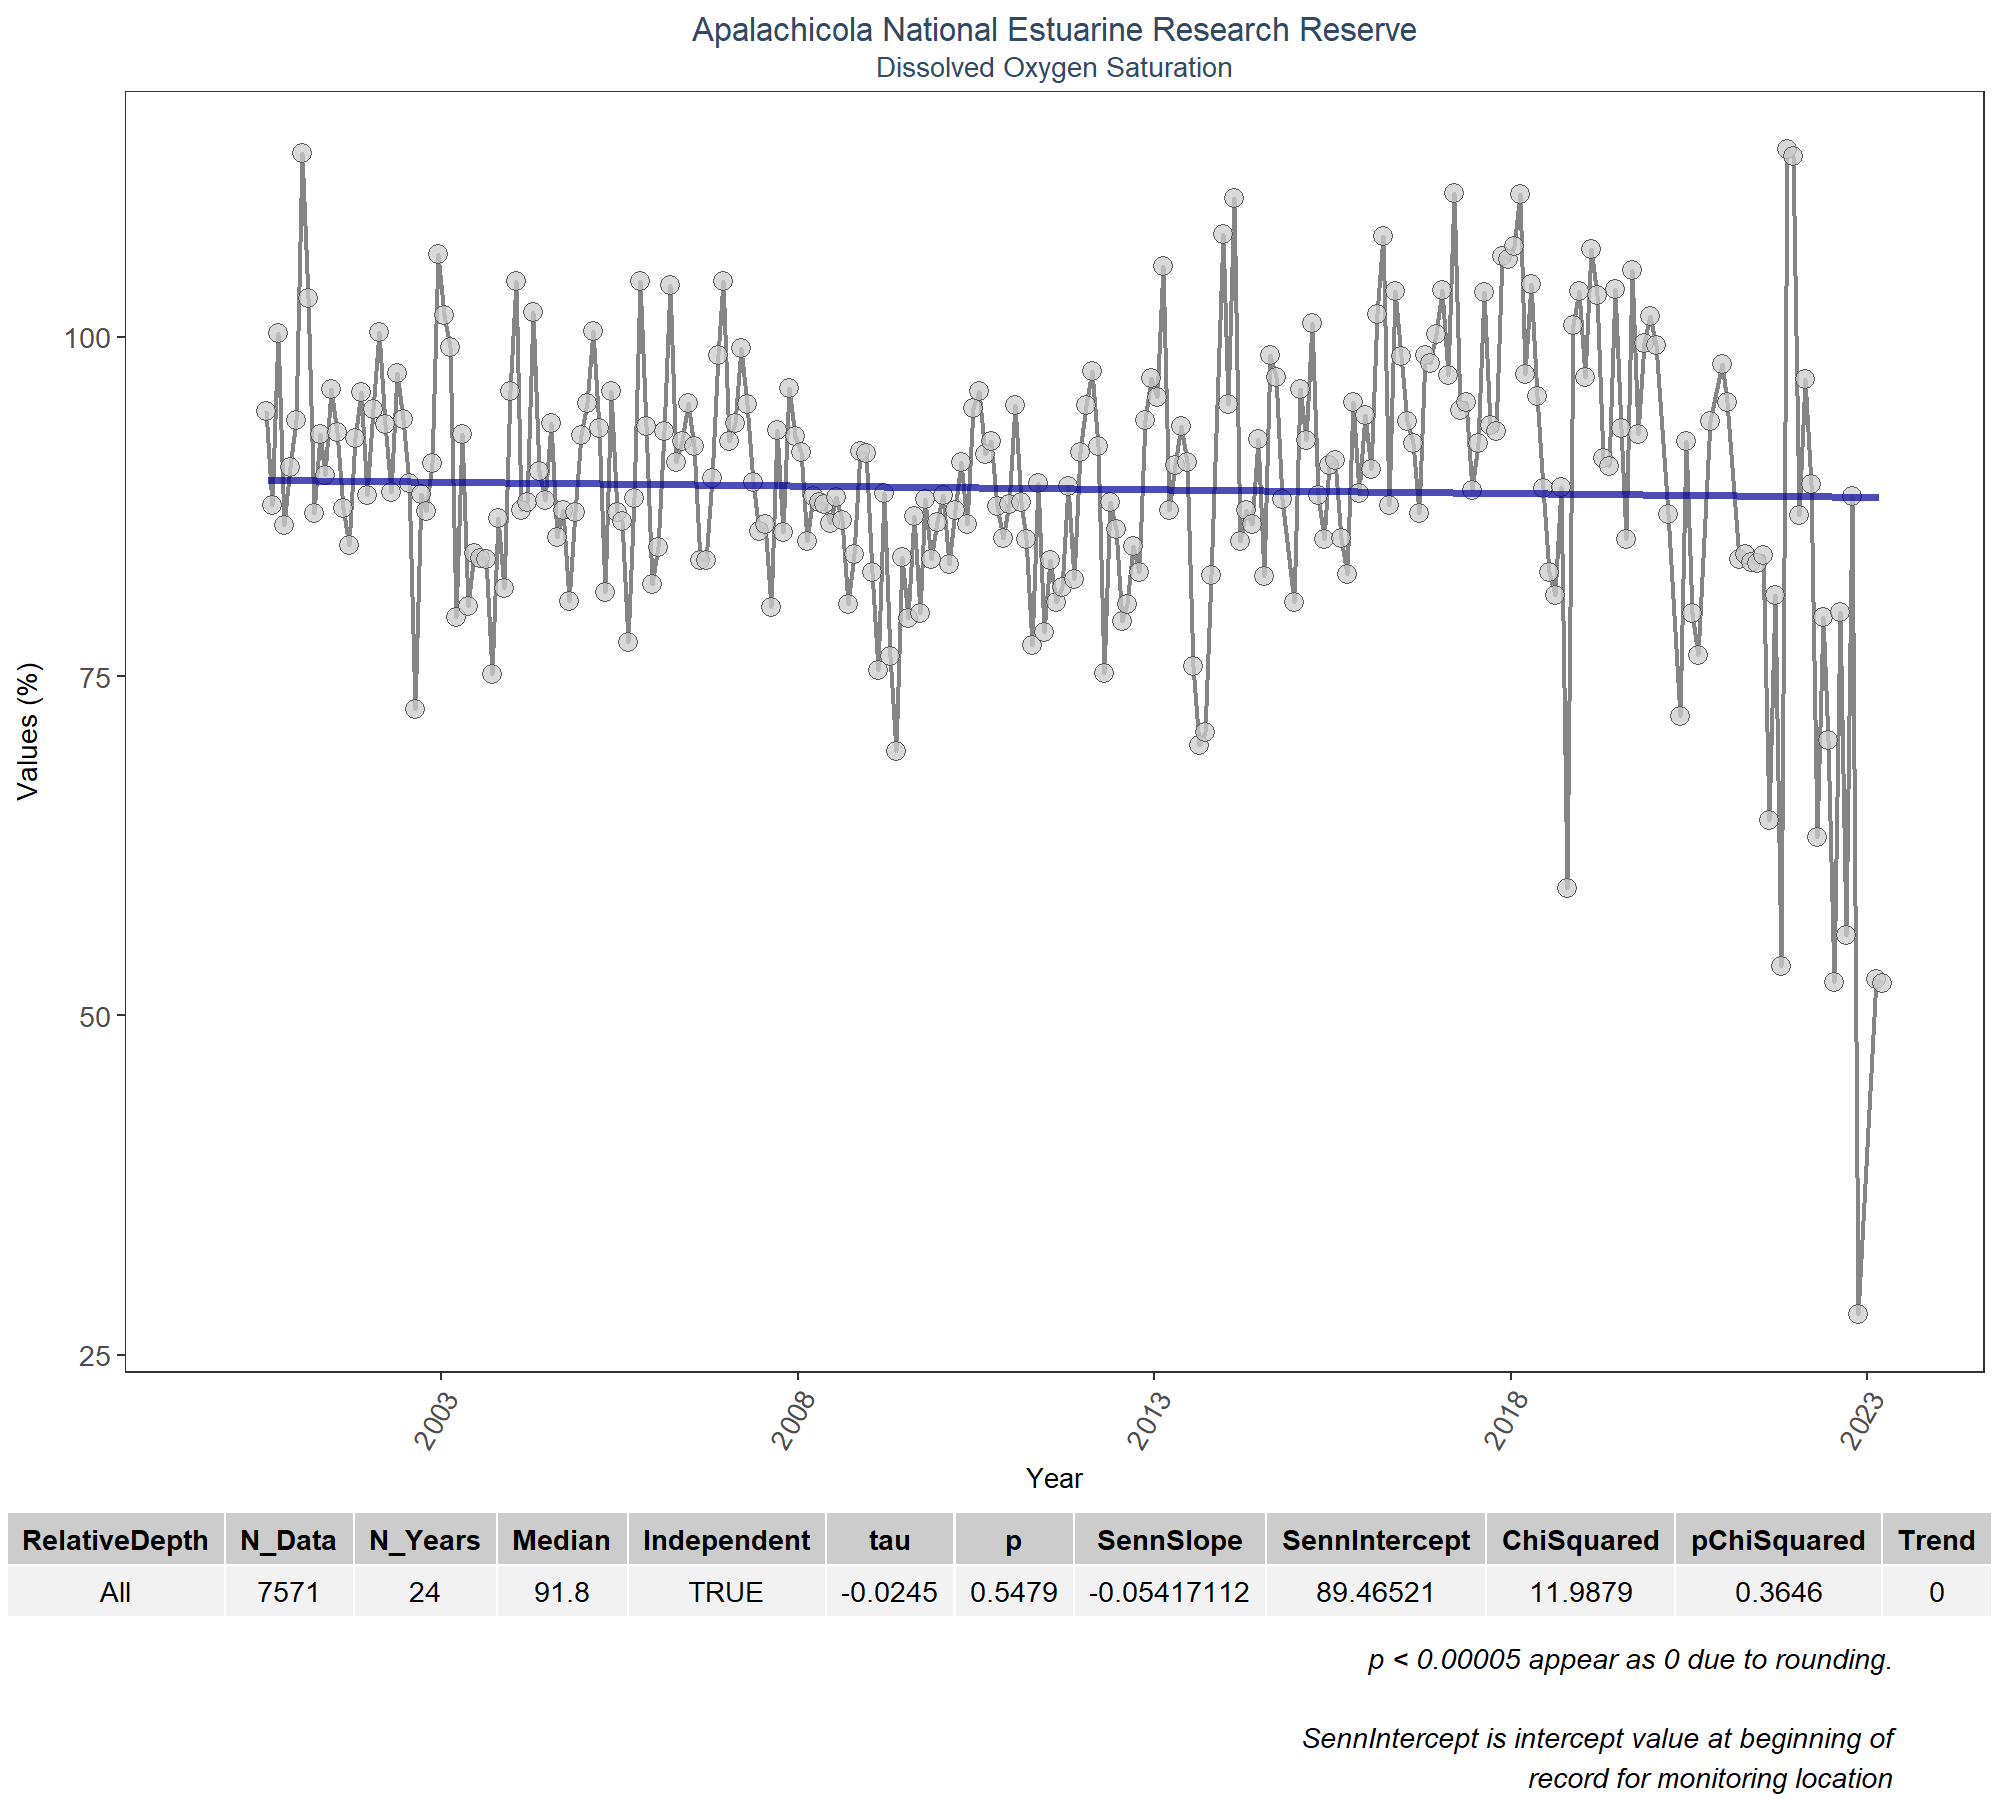 Apalachicola National Estuarine Research Reserve
Dissolved Oxygen Saturation
Values (%)
100
75
50
25
2003 2008 2013 2018 2023
Year
RelativeDepth N_Data N_Years Median Independent tau p SennSlope SennIntercept ChiSquared pChiSquared Trend
All 7571 24 91.8 TRUE -0.0245 0.5479 -0.05417112 89.46521 11.9879 0.3646 0
p < 0.00005 appear as 0 due to rounding.
SennIntercept is intercept value at beginning of
record for monitoring location